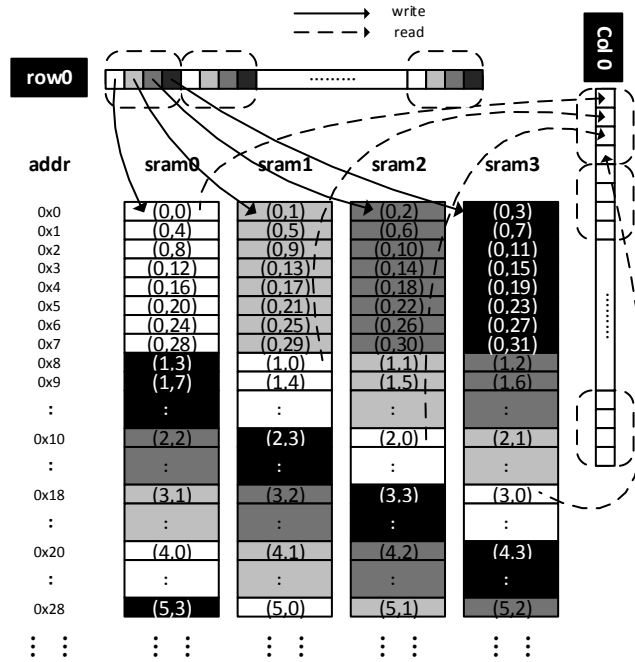 write
read
row0
.........
Col 0
addr sram0 sram1 sram2 sram3
0x0 (0,0) (0,1) (0,2) (0,3)
0x1 (0,4) (0,5) (0,6) (0,7)
0x2 (0,8) (0,9) (0,10) (0,11)
0x3 (0,12) (0,13) (0,14) (0,15)
0x4 (0,16) (0,17) (0,18) (0,19)
0x5 (0,20) (0,21) (0,22) (0,23)
0x6 (0,24) (0,25) (0,26) (0,27)
0x7 (0,28) (0,29) (0,30) (0,31)
0x8 (1,3) (1,0) (1,1) (1,2)
0x9 (1,7) (1,4) (1,5) (1,6)
: : : : :
0x10 (2,2) (2,3) (2,0) (2,1)
: : : : :
0x18 (3,1) (3,2) (3,3) (3,0)
: : : : :
0x20 (4,0) (4,1) (4,2) (4,3)
: : : : :
0x28 (5,3) (5,0) (5,1) (5,2)
: : : : : : : : : :